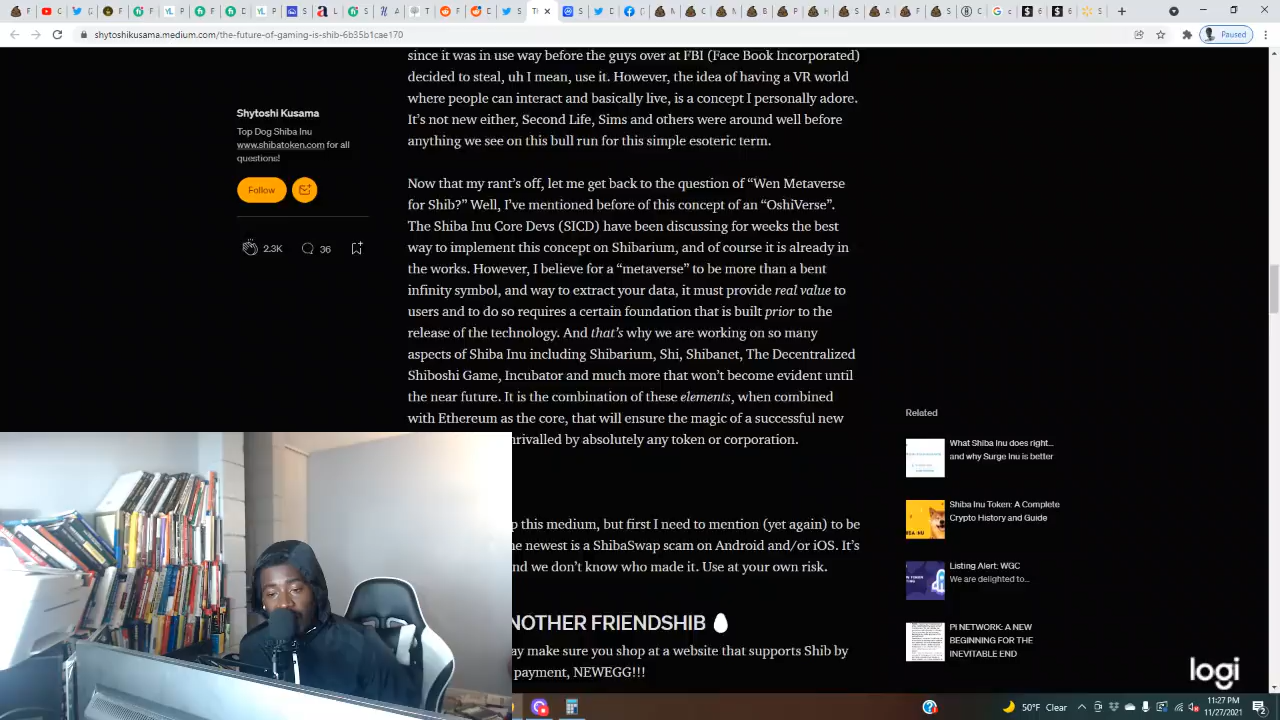 shytoshikusama.medium.com/the-future-of-gaming-is-shib-6b35b1cae170
Paused
since it was in use way before the guys over at FBI (Face Book Incorporated)
decided to steal, uh I mean, use it. However, the idea of having a VR world
where people can interact and basically live, is a concept I personally adore.
It's not new either, Second Life, Sims and others were around well before
anything we see on this bull run for this simple esoteric term.
Shytoshi Kusama
Top Dog Shiba Inu
www.shibatoken.com for all
questions!
Follow
2.3K
36
Now that my rant's off, let me get back to the question of “Wen Metaverse
for Shib?” Well, I've mentioned before of this concept of an “OshiVerse”.
The Shiba Inu Core Devs (SICD) have been discussing for weeks the best
way to implement this concept on Shibarium, and of course it is already in
the works. However, I believe for a “metaverse” to be more than a bent
infinity symbol, and way to extract your data, it must provide real value to
users and to do so requires a certain foundation that is built prior to the
release of the technology. And that's why we are working on so many
aspects of Shiba Inu including Shibarium, Shi, Shibanet, The Decentralized
Shiboshi Game, Incubator and much more that won't become evident until
the near future. It is the combination of these elements, when combined
with Ethereum as the core, that will ensure the magic of a successful new
nrivalled by absolutely any token or corporation.
p this medium, but first I need to mention (yet again) to be
e newest is a ShibaSwap scam on Android and/or iOS. It's
nd we don't know who made it. Use at your own risk.
NOTHER FRIENDSHIB
y make sure you shop at a website that supports Shib by
payment, NEWEGG!!!
Related
What Shiba Inu does right...
and why Surge Inu is better
Shiba Inu Token: A Complete
Crypto History and Guide
Listing Alert: WGC
We are delighted to...
Pi NETWORK: A NEW
BEGINNING FOR THE
INEVITABLE END
logi
50°F Clear
11:27 PM
11/27/2021